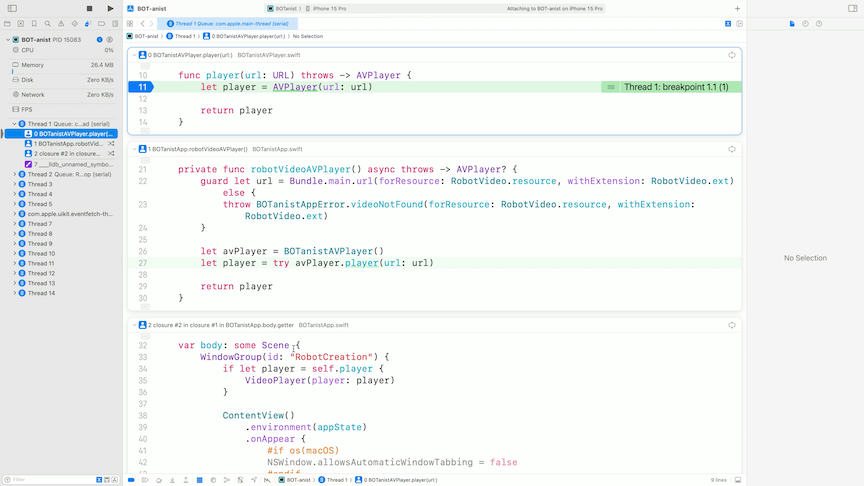 BOT-anist
BOTanist
iPhone 15 Pro
Attaching to BOT-anist on iPhone 15 Pro
Thread 1 Queue: com.apple.main-thread (serial)
BOT-anist
Thread 1
0 BOTanistAVPlayer.player(url:)
No Selection
BOT-anist PID 15083
CPU 0%
Memory 26.4 MB
Disk Zero KB/s
Network Zero KB/s
FPS
Thread 1 Queue: c...ad (serial)
0 BOTanistAVPlayer.player(...
1 BOTanistApp.robotVid...
2 closure #2 in closure...
7 ___lldb_unnamed_symbo...
Thread 2 Queue: R...op (serial)
Thread 3
Thread 4
Thread 5
com.apple.uikit.eventfetch-th...
Thread 7
Thread 8
Thread 9
Thread 10
Thread 11
Thread 12
Thread 13
Thread 14
Filter
0 BOTanistAVPlayer.player(url:) BOTanistAVPlayer.swift
10 func player(url: URL) throws -> AVPlayer {
11 let player = AVPlayer(url: url) Thread 1: breakpoint 1.1 (1)
12
13 return player
14 }
1 BOTanistApp.robotVideoAVPlayer() BOTanistApp.swift
21 private func robotVideoAVPlayer() async throws -> AVPlayer? {
22 guard let url = Bundle.main.url(forResource: RobotVideo.resource, withExtension: RobotVideo.ext)
else {
23 throw BOTanistAppError.videoNotFound(forResource: RobotVideo.resource, withExtension:
RobotVideo.ext)
24 }
25
26 let avPlayer = BOTanistAVPlayer()
27 let player = try avPlayer.player(url: url)
28
29 return player
30 }
2 closure #2 in closure #1 in BOTanistApp.body.getter BOTanistApp.swift
32 var body: some Scene {
33 WindowGroup(id: "RobotCreation") {
34 if let player = self.player {
35 VideoPlayer(player: player)
36 }
37
38 ContentView()
39 .environment(appState)
40 .onAppear {
41 #if os(macOS)
42 NSWindow.allowsAutomaticWindowTabbing = false
43 #endif
BOT-anist
Thread 1
0 BOTanistAVPlayer.player(url:)
9 lines
No Selection